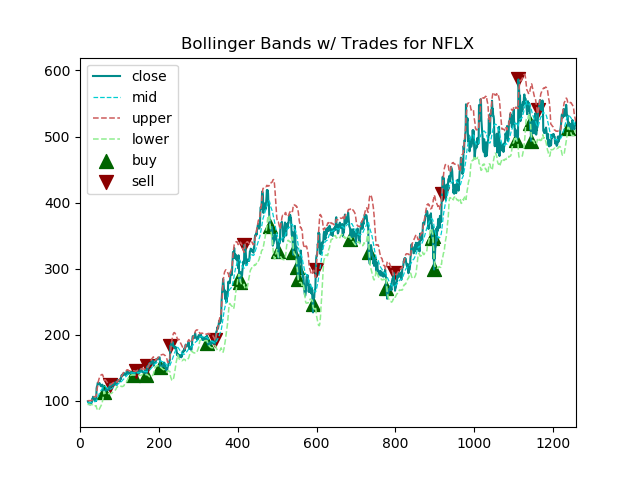 Bollinger Bands w/ Trades for NFLX
close
mid
upper
lower
buy
sell
600
500
400
300
200
100
0 200 400 600 800 1000 1200